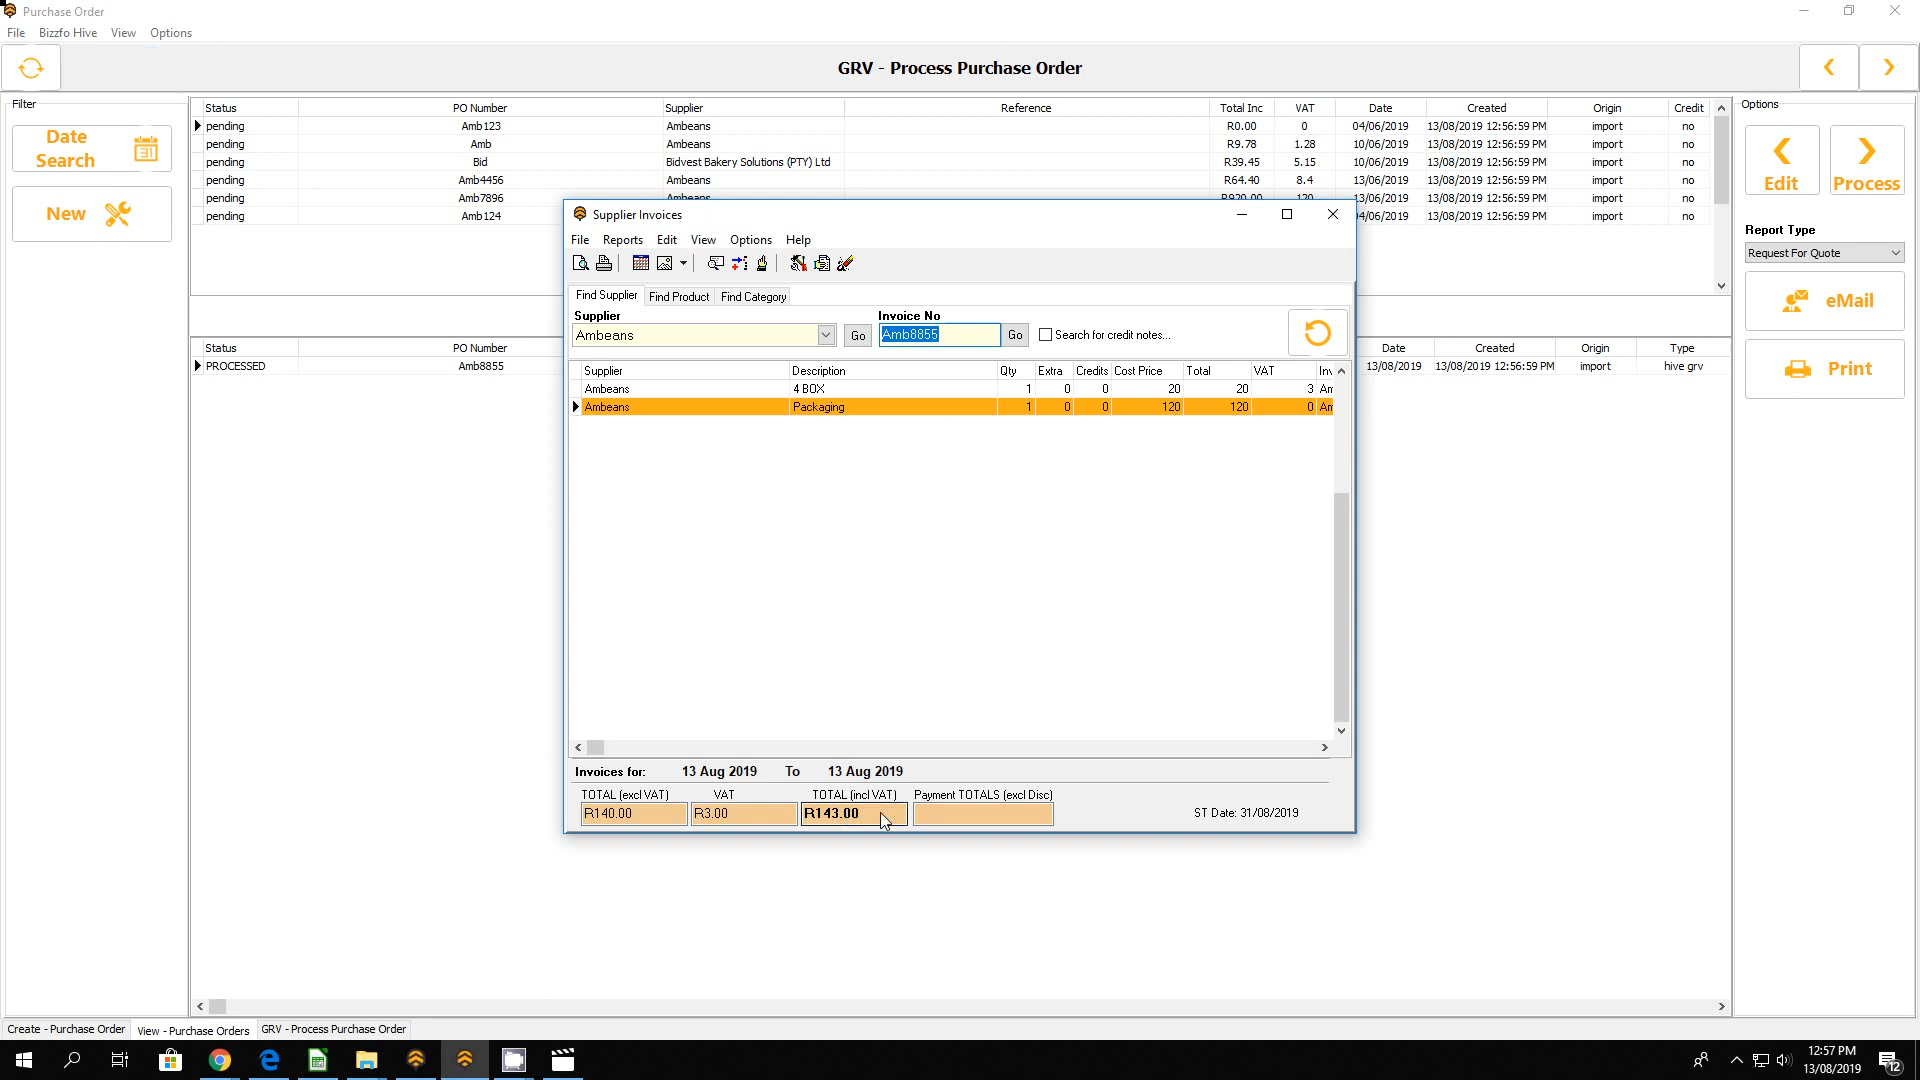 Purchase Order
File Bizzfo Hive View Options
GRV - Process Purchase Order
Filter
Date Search
31
New
Status PO Number Supplier Reference Total Inc VAT Date Created Origin Credit
pending Amb123 Ambeans R0.00 0 04/06/2019 13/08/2019 12:56:59 PM import no
pending Amb Ambeans R9.78 1.28 10/06/2019 13/08/2019 12:56:59 PM import no
pending Bid Bidvest Bakery Solutions (PTY) Ltd R39.45 5.15 10/06/2019 13/08/2019 12:56:59 PM import no
pending Amb4456 Ambeans R64.40 8.4 13/06/2019 13/08/2019 12:56:59 PM import no
pending Amb7896 Ambeans R920.00 120 13/06/2019 13/08/2019 12:56:59 PM import no
pending Amb124 4/06/2019 13/08/2019 12:56:59 PM import no
Options
Edit
Process
Report Type
Request For Quote
eMail
Print
Status PO Number Date Created Origin Type
PROCESSED Amb8855 13/08/2019 13/08/2019 12:56:59 PM import hive grv
Supplier Invoices
File Reports Edit View Options Help
Find Supplier Find Product Find Category
Supplier Invoice No
Ambeans Go Amb8855 Go Search for credit notes...
Supplier Description Qty Extra Credits Cost Price Total VAT Inv
Ambeans 4 BOX 1 0 0 20 20 3 Am
Ambeans Packaging 1 0 0 120 120 0 Am
Invoices for: 13 Aug 2019 To 13 Aug 2019
TOTAL (excl VAT) VAT TOTAL (incl VAT) Payment TOTALS (excl Disc)
R140.00 R3.00 R143.00 ST Date: 31/08/2019
Create - Purchase Order View - Purchase Orders GRV - Process Purchase Order
12:57 PM
13/08/2019
12